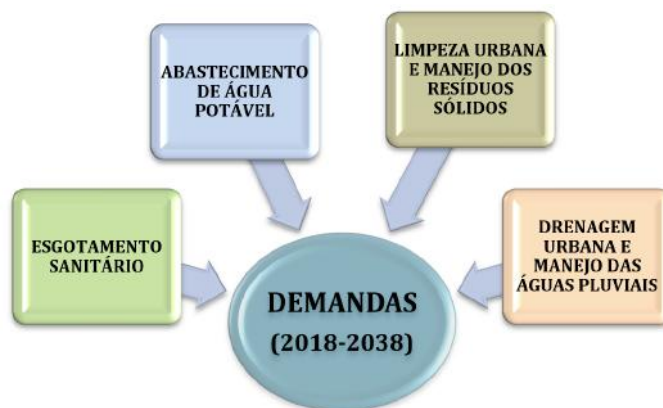 ABASTECIMENTO
DE ÁGUA
POTÁVEL
LIMPEZA URBANA
E MANEJO DOS
RESÍDUOS
SÓLIDOS
ESGOTAMENTO
SANITÁRIO
DRENAGEM
URBANA E
MANEJO DAS
ÁGUAS PLUVIAIS
DEMANDAS
(2018-2038)